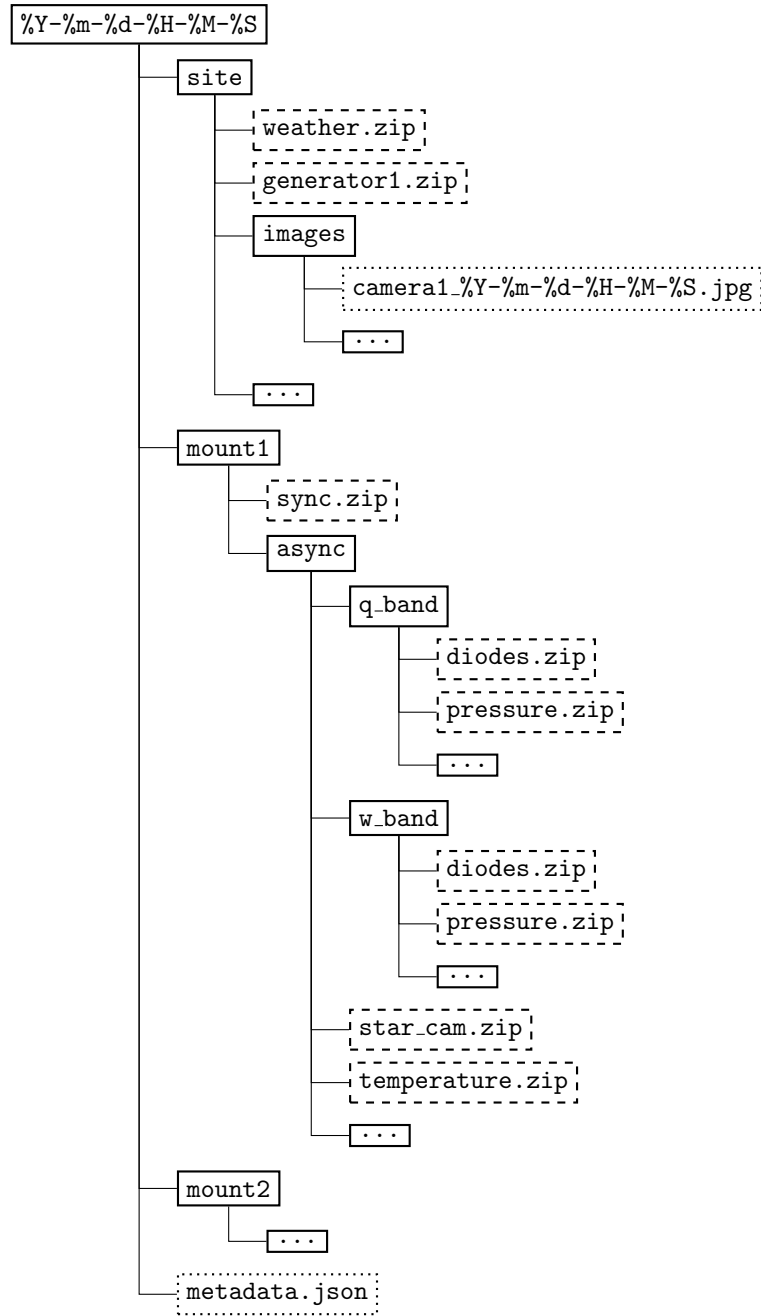 %Y-%m-%d-%H-%M-%S
site
weather.zip
generator1.zip
images
camera1_%Y-%m-%d-%H-%M-%S.jpg
...
...
mount1
sync.zip
async
q_band
diodes.zip
pressure.zip
...
w_band
diodes.zip
pressure.zip
...
star_cam.zip
temperature.zip
...
mount2
...
metadata.json